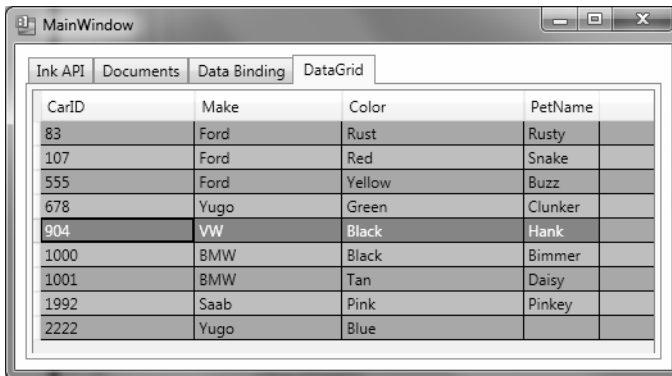 MainWindow
Ink API Documents Data Binding DataGrid
CarID Make Color PetName
83 Ford Rust Rusty
107 Ford Red Snake
555 Ford Yellow Buzz
678 Yugo Green Clunker
904 VW Black Hank
1000 BMW Black Bimmer
1001 BMW Tan Daisy
1992 Saab Pink Pinkey
2222 Yugo Blue